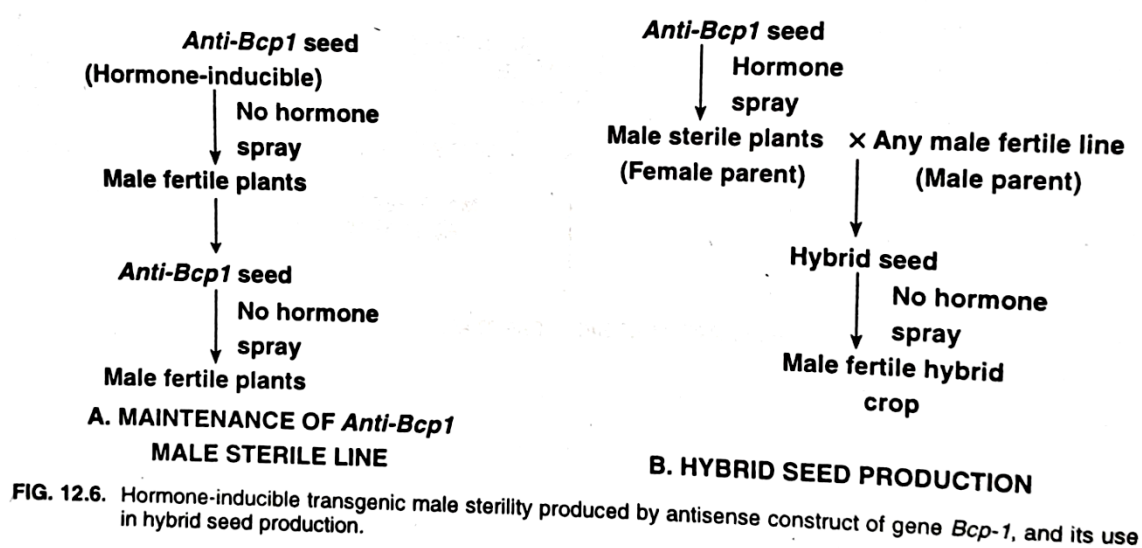 Anti-Bcp1 seed
(Hormone-inducible)
No hormone
spray
Male fertile plants
Anti-Bcp1 seed
No hormone
spray
Male fertile plants
A. MAINTENANCE OF Anti-Bcp1
MALE STERILE LINE
Anti-Bcp1 seed
Hormone
spray
Male sterile plants × Any male fertile line
(Female parent) (Male parent)
Hybrid seed
No hormone
spray
Male fertile hybrid
crop
B. HYBRID SEED PRODUCTION
FIG. 12.6. Hormone-inducible transgenic male sterility produced by antisense construct of gene Bcp-1, and its use
in hybrid seed production.